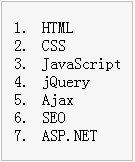 1. HTML
2. CSS
3. JavaScript
4. jQuery
5. Ajax
6. SEO
7. ASP.NET